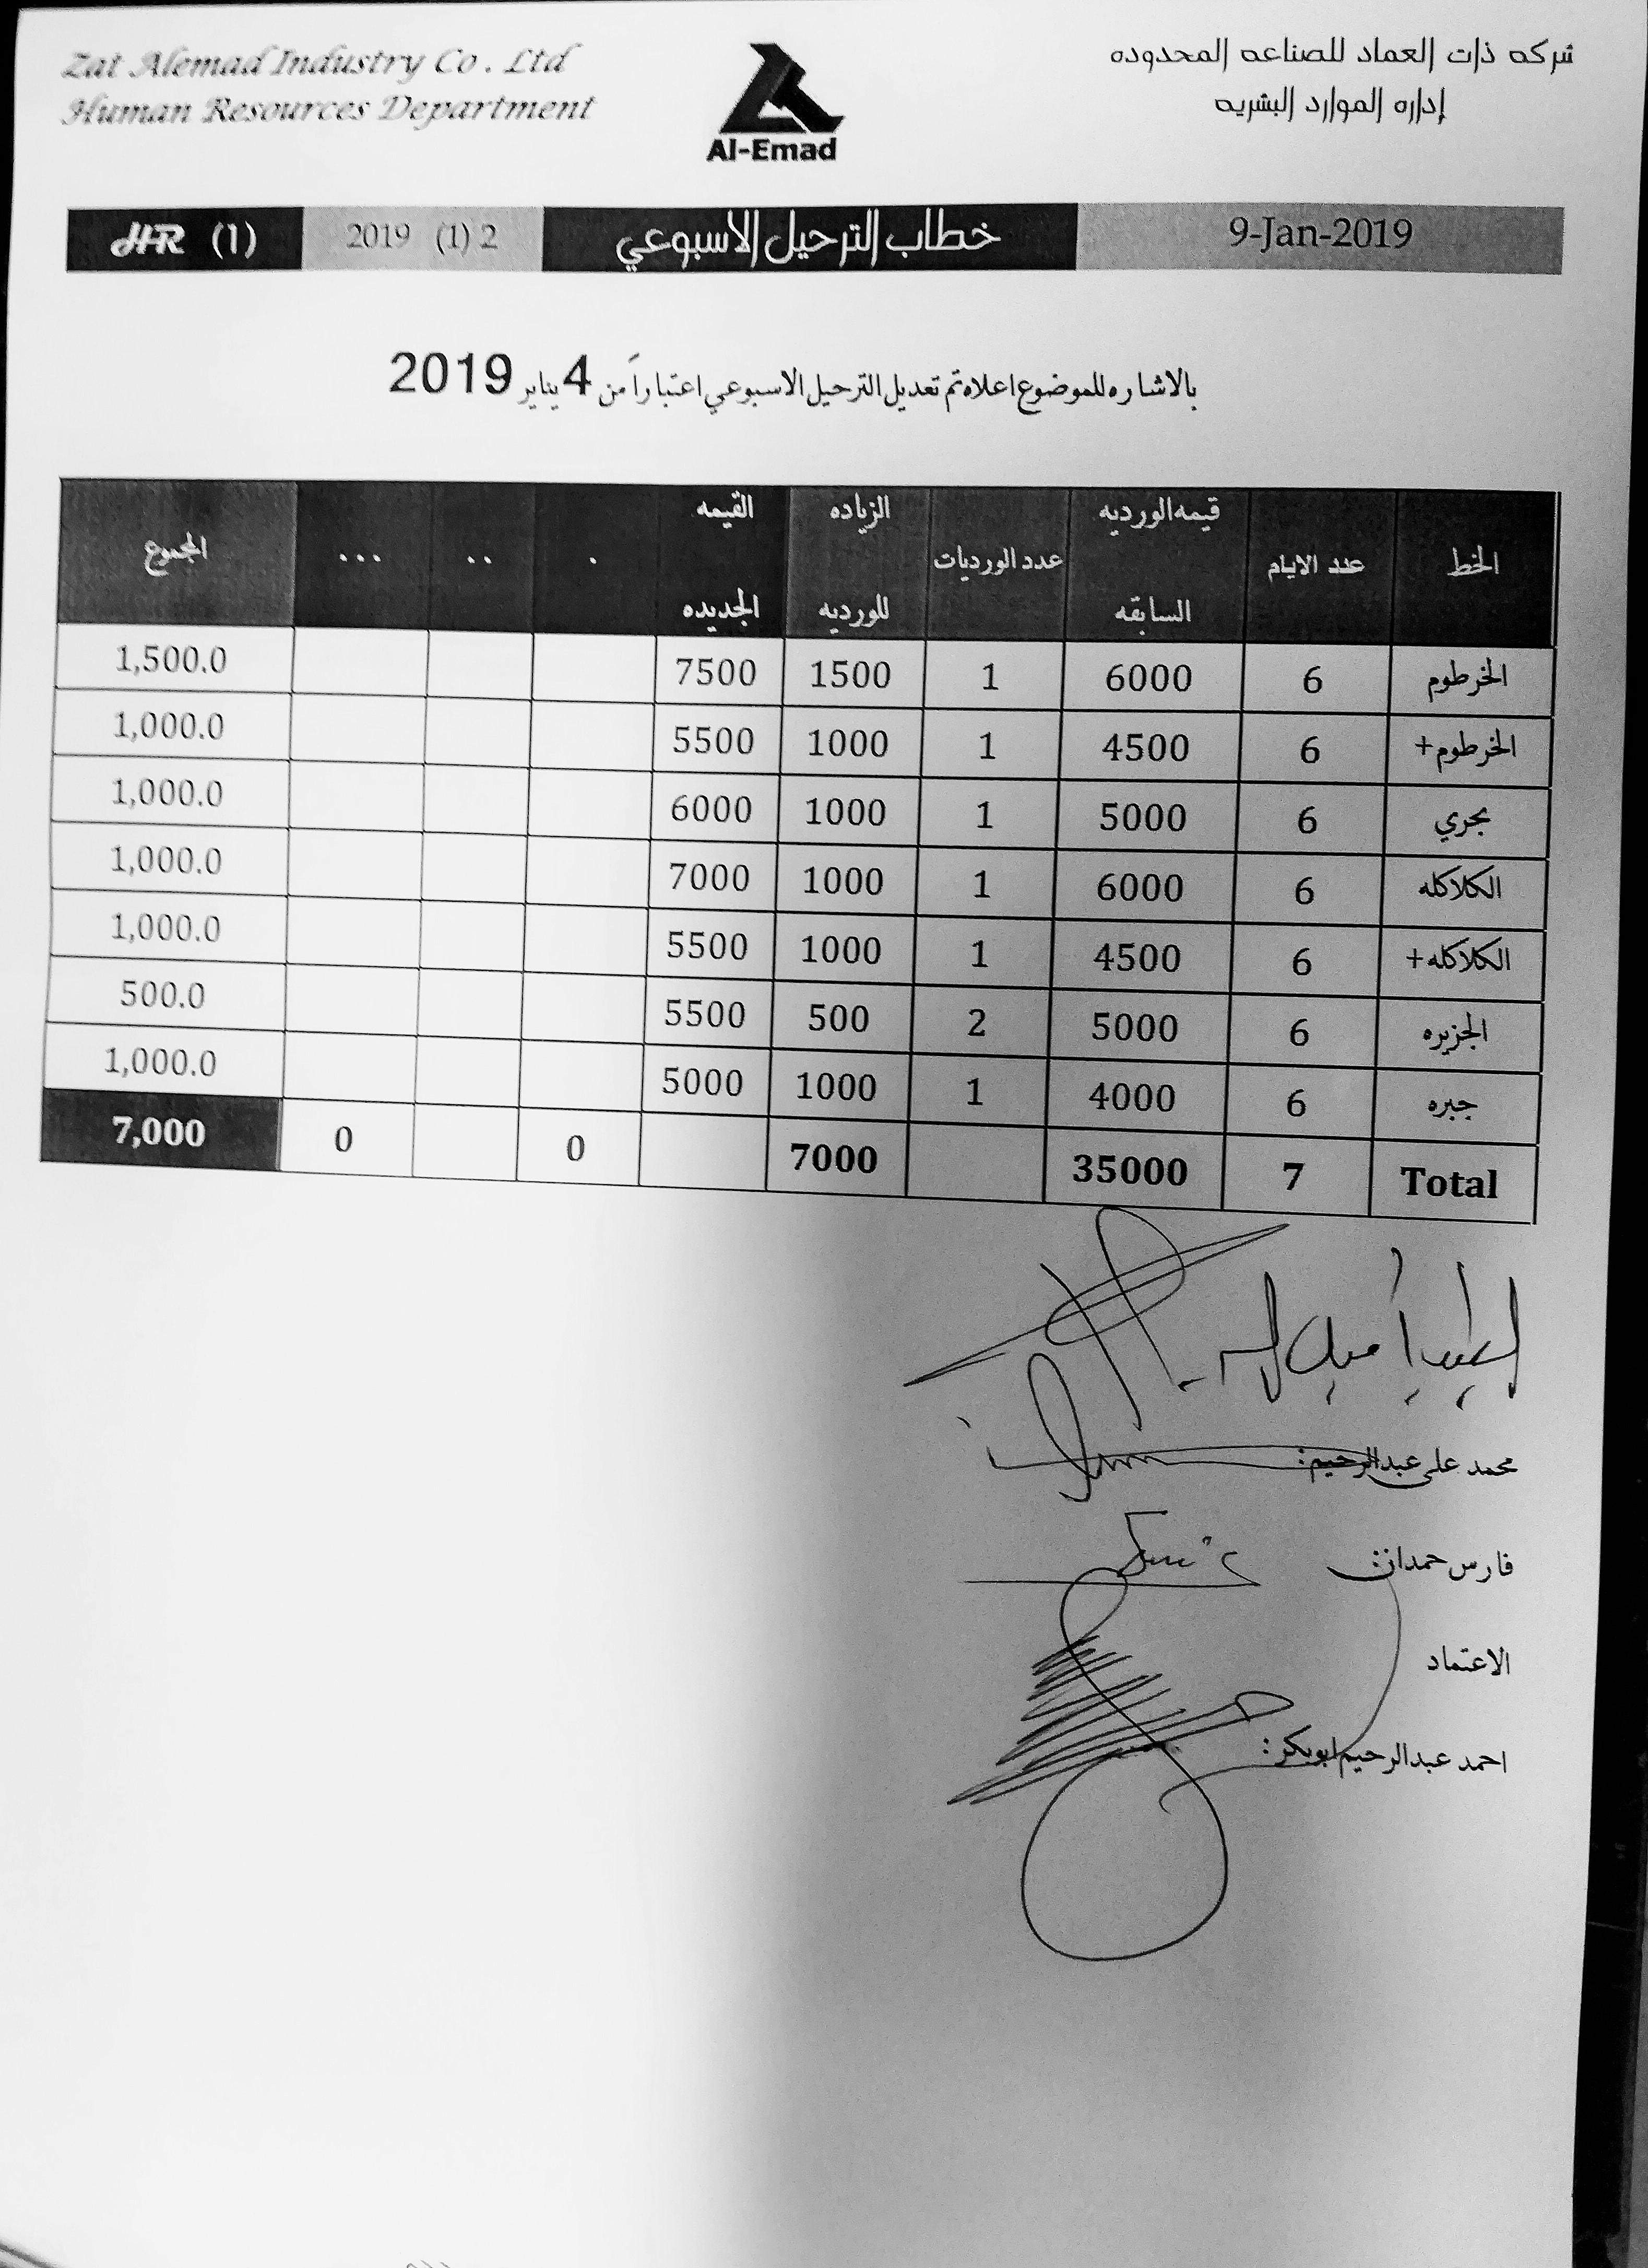 Zat Alemad Industry Co . Ltd
Human Resources Department
Al-Emad
شركه ذات العماد للصناعه المحدوده
إداره الموارد البشريه
HR (1)
2019 (1) 2
خطاب الترحيل الاسبوعي
9-Jan-2019
بالاشاره للموضوع اعلاه تم تعديل الترحيل الاسبوعي اعتباراً من 4 يناير 2019
الخط عدد الايام قيمه الورديه السابقه عدد الورديات الزياده للورديه القيمه الجديده . .. ... المجموع
الخرطوم 6 6000 1 1500 7500 1,500.0
الخرطوم+ 6 4500 1 1000 5500 1,000.0
بحري 6 5000 1 1000 6000 1,000.0
الكلاكله 6 6000 1 1000 7000 1,000.0
الكلاكله+ 6 4500 1 1000 5500 1,000.0
الجزيره 6 5000 2 500 5500 500.0
جبره 6 4000 1 1000 5000 1,000.0
Total 7 35000 7000 0 0 7,000
محمد علي عبدالرحيم:
فارس حمدان:
الاعتماد
احمد عبدالرحيم ابوبكر: